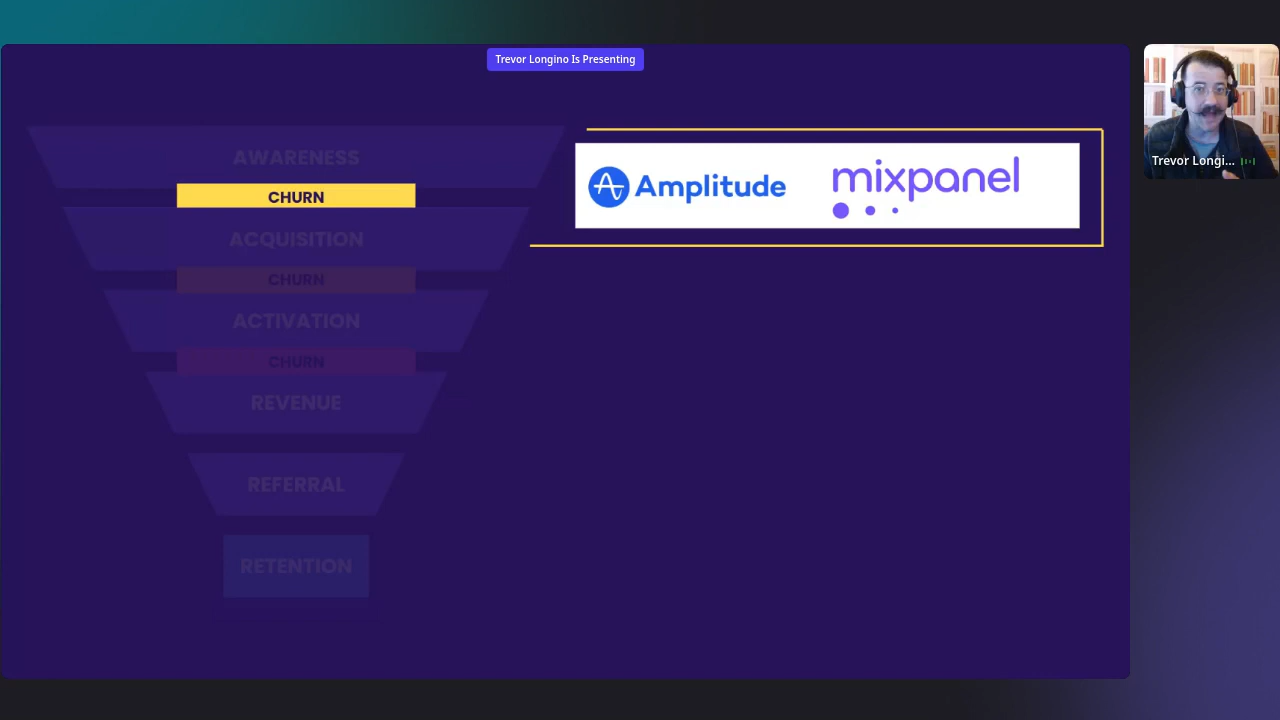 Trevor Longino Is Presenting
AWARENESS
CHURN
ACQUISITION
CHURN
ACTIVATION
CHURN
REVENUE
REFERRAL
RETENTION
Amplitude
mixpanel
Trevor Longi...